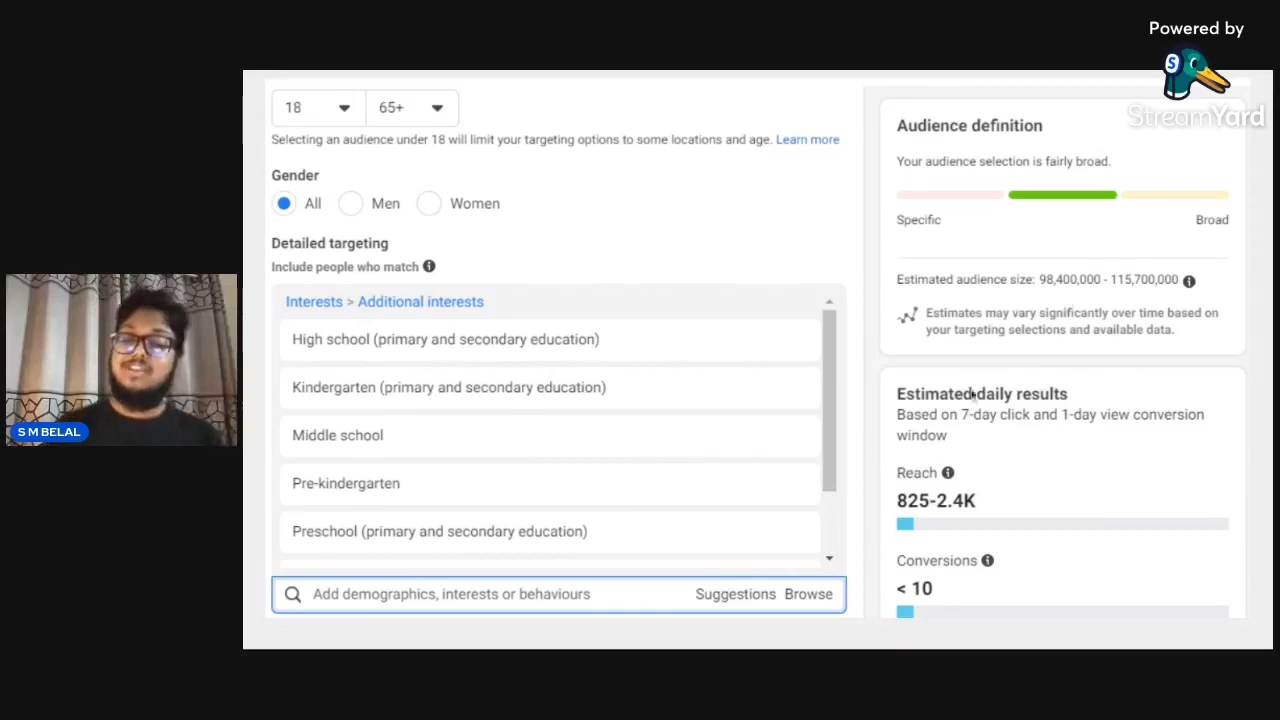 Powered by
StreamYard
18 65+
Selecting an audience under 18 will limit your targeting options to some locations and age. Learn more
Gender
All Men Women
Detailed targeting
Include people who match
Interests > Additional interests
High school (primary and secondary education)
Kindergarten (primary and secondary education)
Middle school
Pre-kindergarten
Preschool (primary and secondary education)
Add demographics, interests or behaviours Suggestions Browse
Audience definition
Your audience selection is fairly broad.
Specific Broad
Estimated audience size: 98,400,000 - 115,700,000
Estimates may vary significantly over time based on
your targeting selections and available data.
Estimated daily results
Based on 7-day click and 1-day view conversion
window
Reach
825-2.4K
Conversions
< 10
S M BELAL